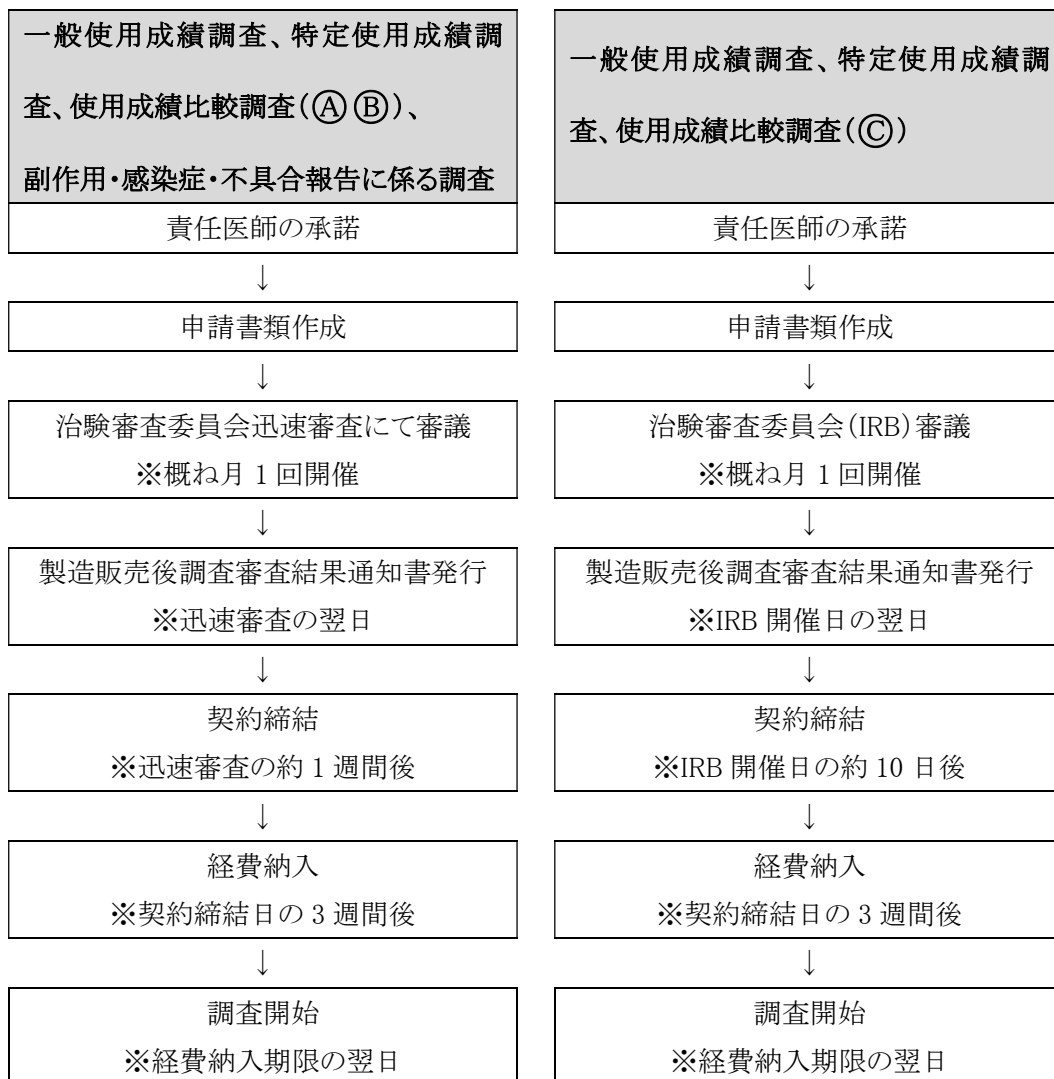 一般使用成績調査、特定使用成績調
査、使用成績比較調査(Ⓐ Ⓑ)、
副作用・感染症・不具合報告に係る調査
責任医師の承諾
↓
申請書類作成
↓
治験審査委員会迅速審査にて審議
※概ね月 1 回開催
↓
製造販売後調査審査結果通知書発行
※迅速審査の翌日
↓
契約締結
※迅速審査の約 1 週間後
↓
経費納入
※契約締結日の 3 週間後
↓
調査開始
※経費納入期限の翌日
一般使用成績調査、特定使用成績調
査、使用成績比較調査(Ⓒ)
責任医師の承諾
↓
申請書類作成
↓
治験審査委員会(IRB)審議
※概ね月 1 回開催
↓
製造販売後調査審査結果通知書発行
※IRB 開催日の翌日
↓
契約締結
※IRB 開催日の約 10 日後
↓
経費納入
※契約締結日の 3 週間後
↓
調査開始
※経費納入期限の翌日